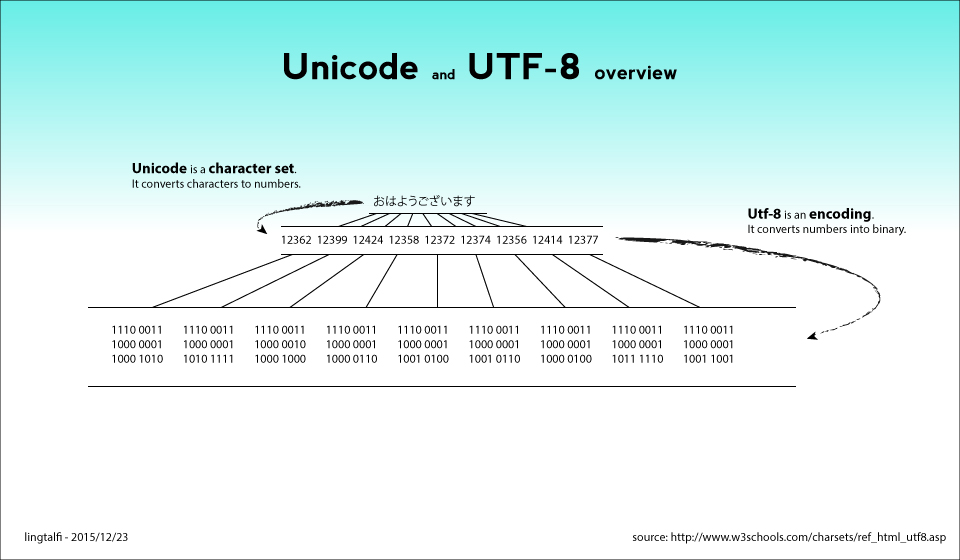 Unicode and UTF-8 overview
Unicode is a character set.
It converts characters to numbers.
おはようございます
Utf-8 is an encoding.
It converts numbers into binary.
12362 12399 12424 12358 12372 12374 12356 12414 12377
1110 0011 1110 0011 1110 0011 1110 0011 1110 0011 1110 0011 1110 0011 1110 0011 1110 0011
1000 0001 1000 0001 1000 0010 1000 0001 1000 0001 1000 0001 1000 0001 1000 0001 1000 0001
1000 1010 1010 1111 1000 1000 1000 0110 1001 0100 1001 0110 1000 0100 1011 1110 1001 1001
lingtalfi - 2015/12/23
source: http://www.w3schools.com/charsets/ref_html_utf8.asp